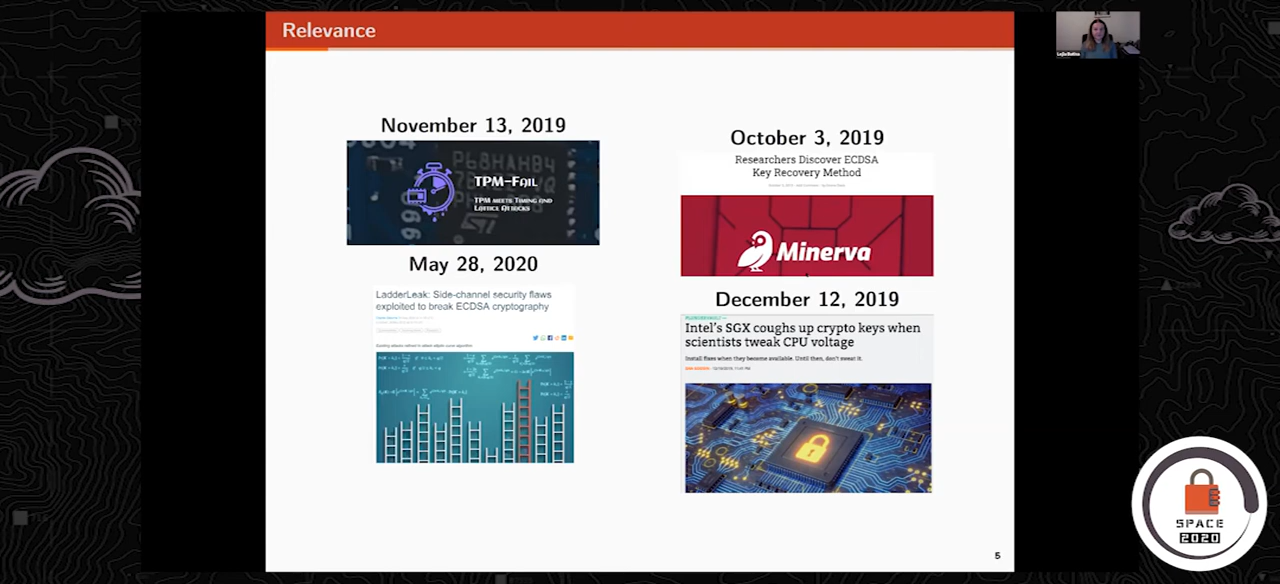 Relevance
November 13, 2019
TPM-Fail
TPM meets Timing and
Lattice Attacks
May 28, 2020
LadderLeak: Side-channel security flaws
exploited to break ECDSA cryptography
October 3, 2019
Researchers Discover ECDSA
Key Recovery Method
Minerva
December 12, 2019
Intel's SGX coughs up crypto keys when
scientists tweak CPU voltage
Install fixes when they become available. Until then, don't sweat it.
5
SPACE
2020